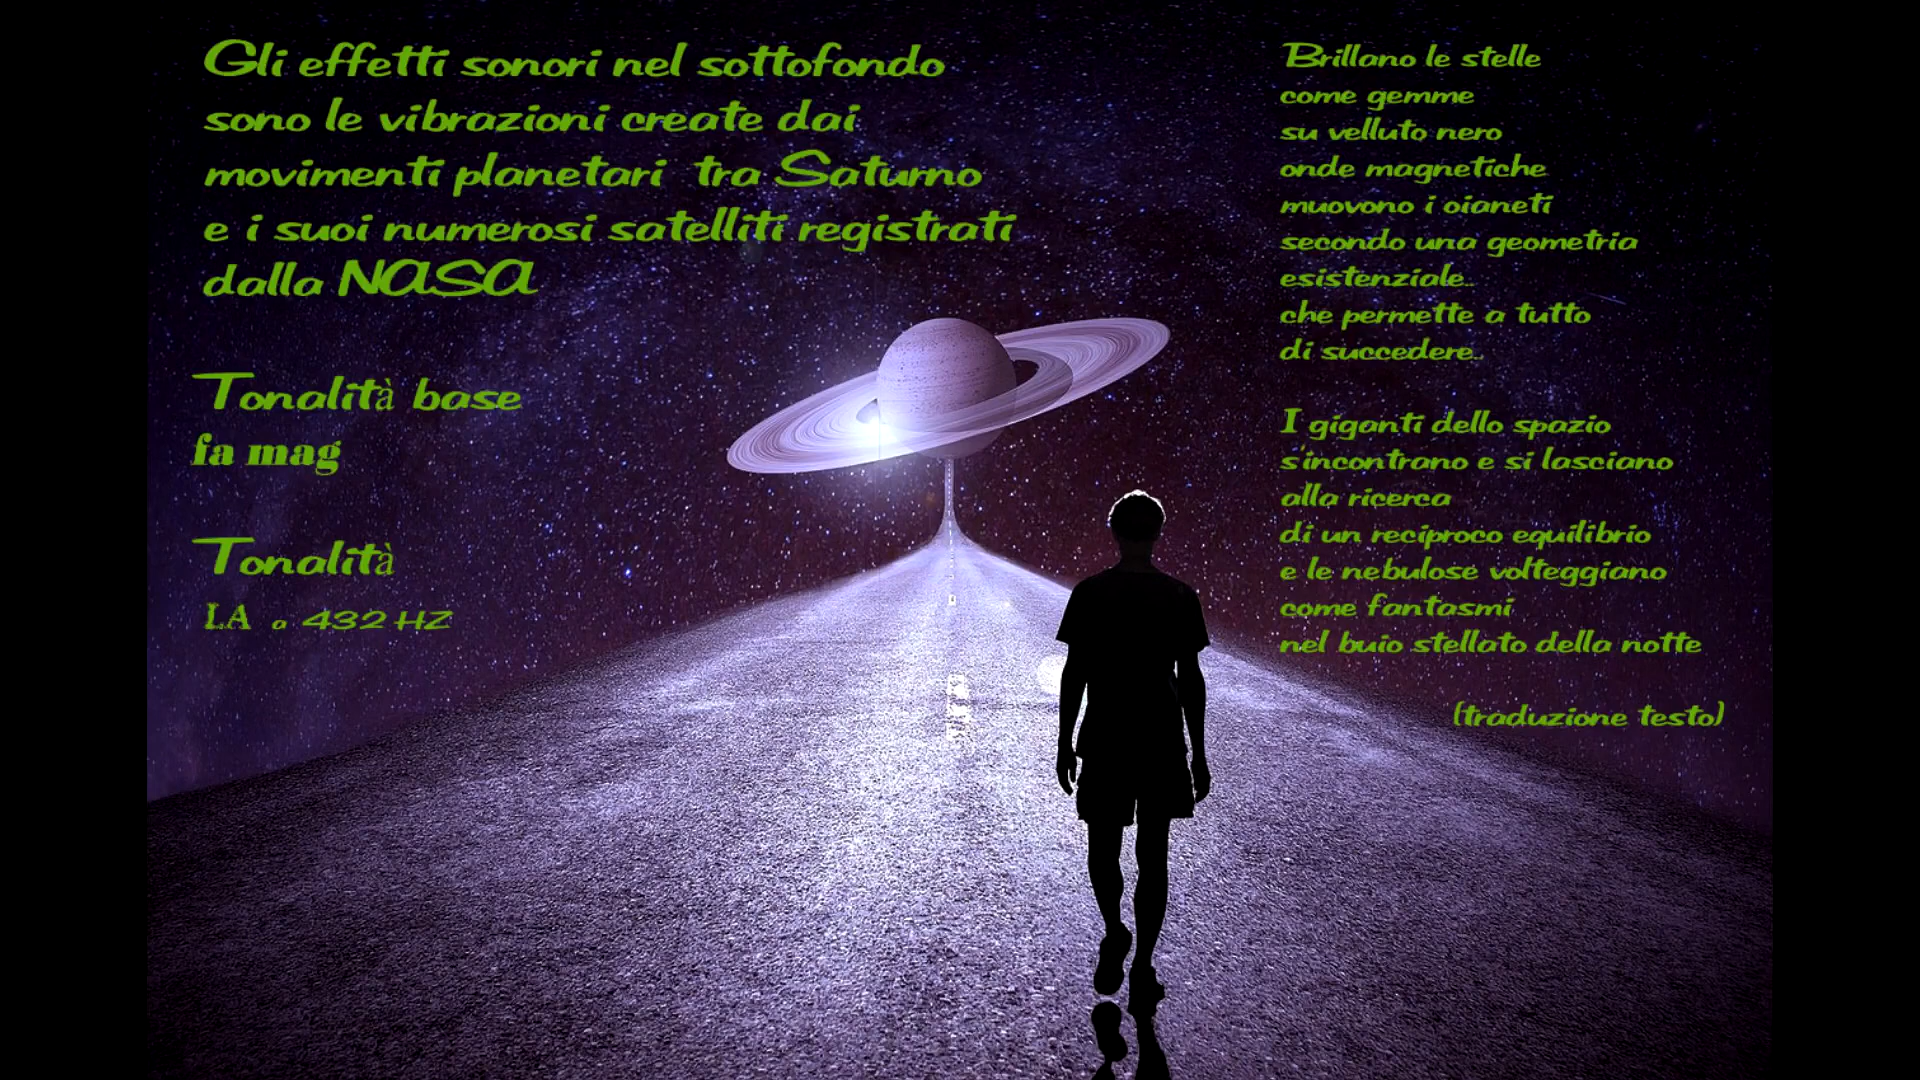 Gli effetti sonori nel sottofondo
sono le vibrazioni create dai
movimenti planetari tra Saturno
e i suoi numerosi satelliti registrati
dalla NASA
Tonalità base
fa mag
Tonalità
LA a 432 HZ
Brillano le stelle
come gemme
su velluto nero
onde magnetiche
muovono i oianeti
secondo una geometria
esistenziale..
che permette a tutto
di succedere..
I giganti dello spazio
s'incontrano e si lasciano
alla ricerca
di un reciproco equilibrio
e le nebulose volteggiano
come fantasmi
nel buio stellato della notte
(traduzione testo)